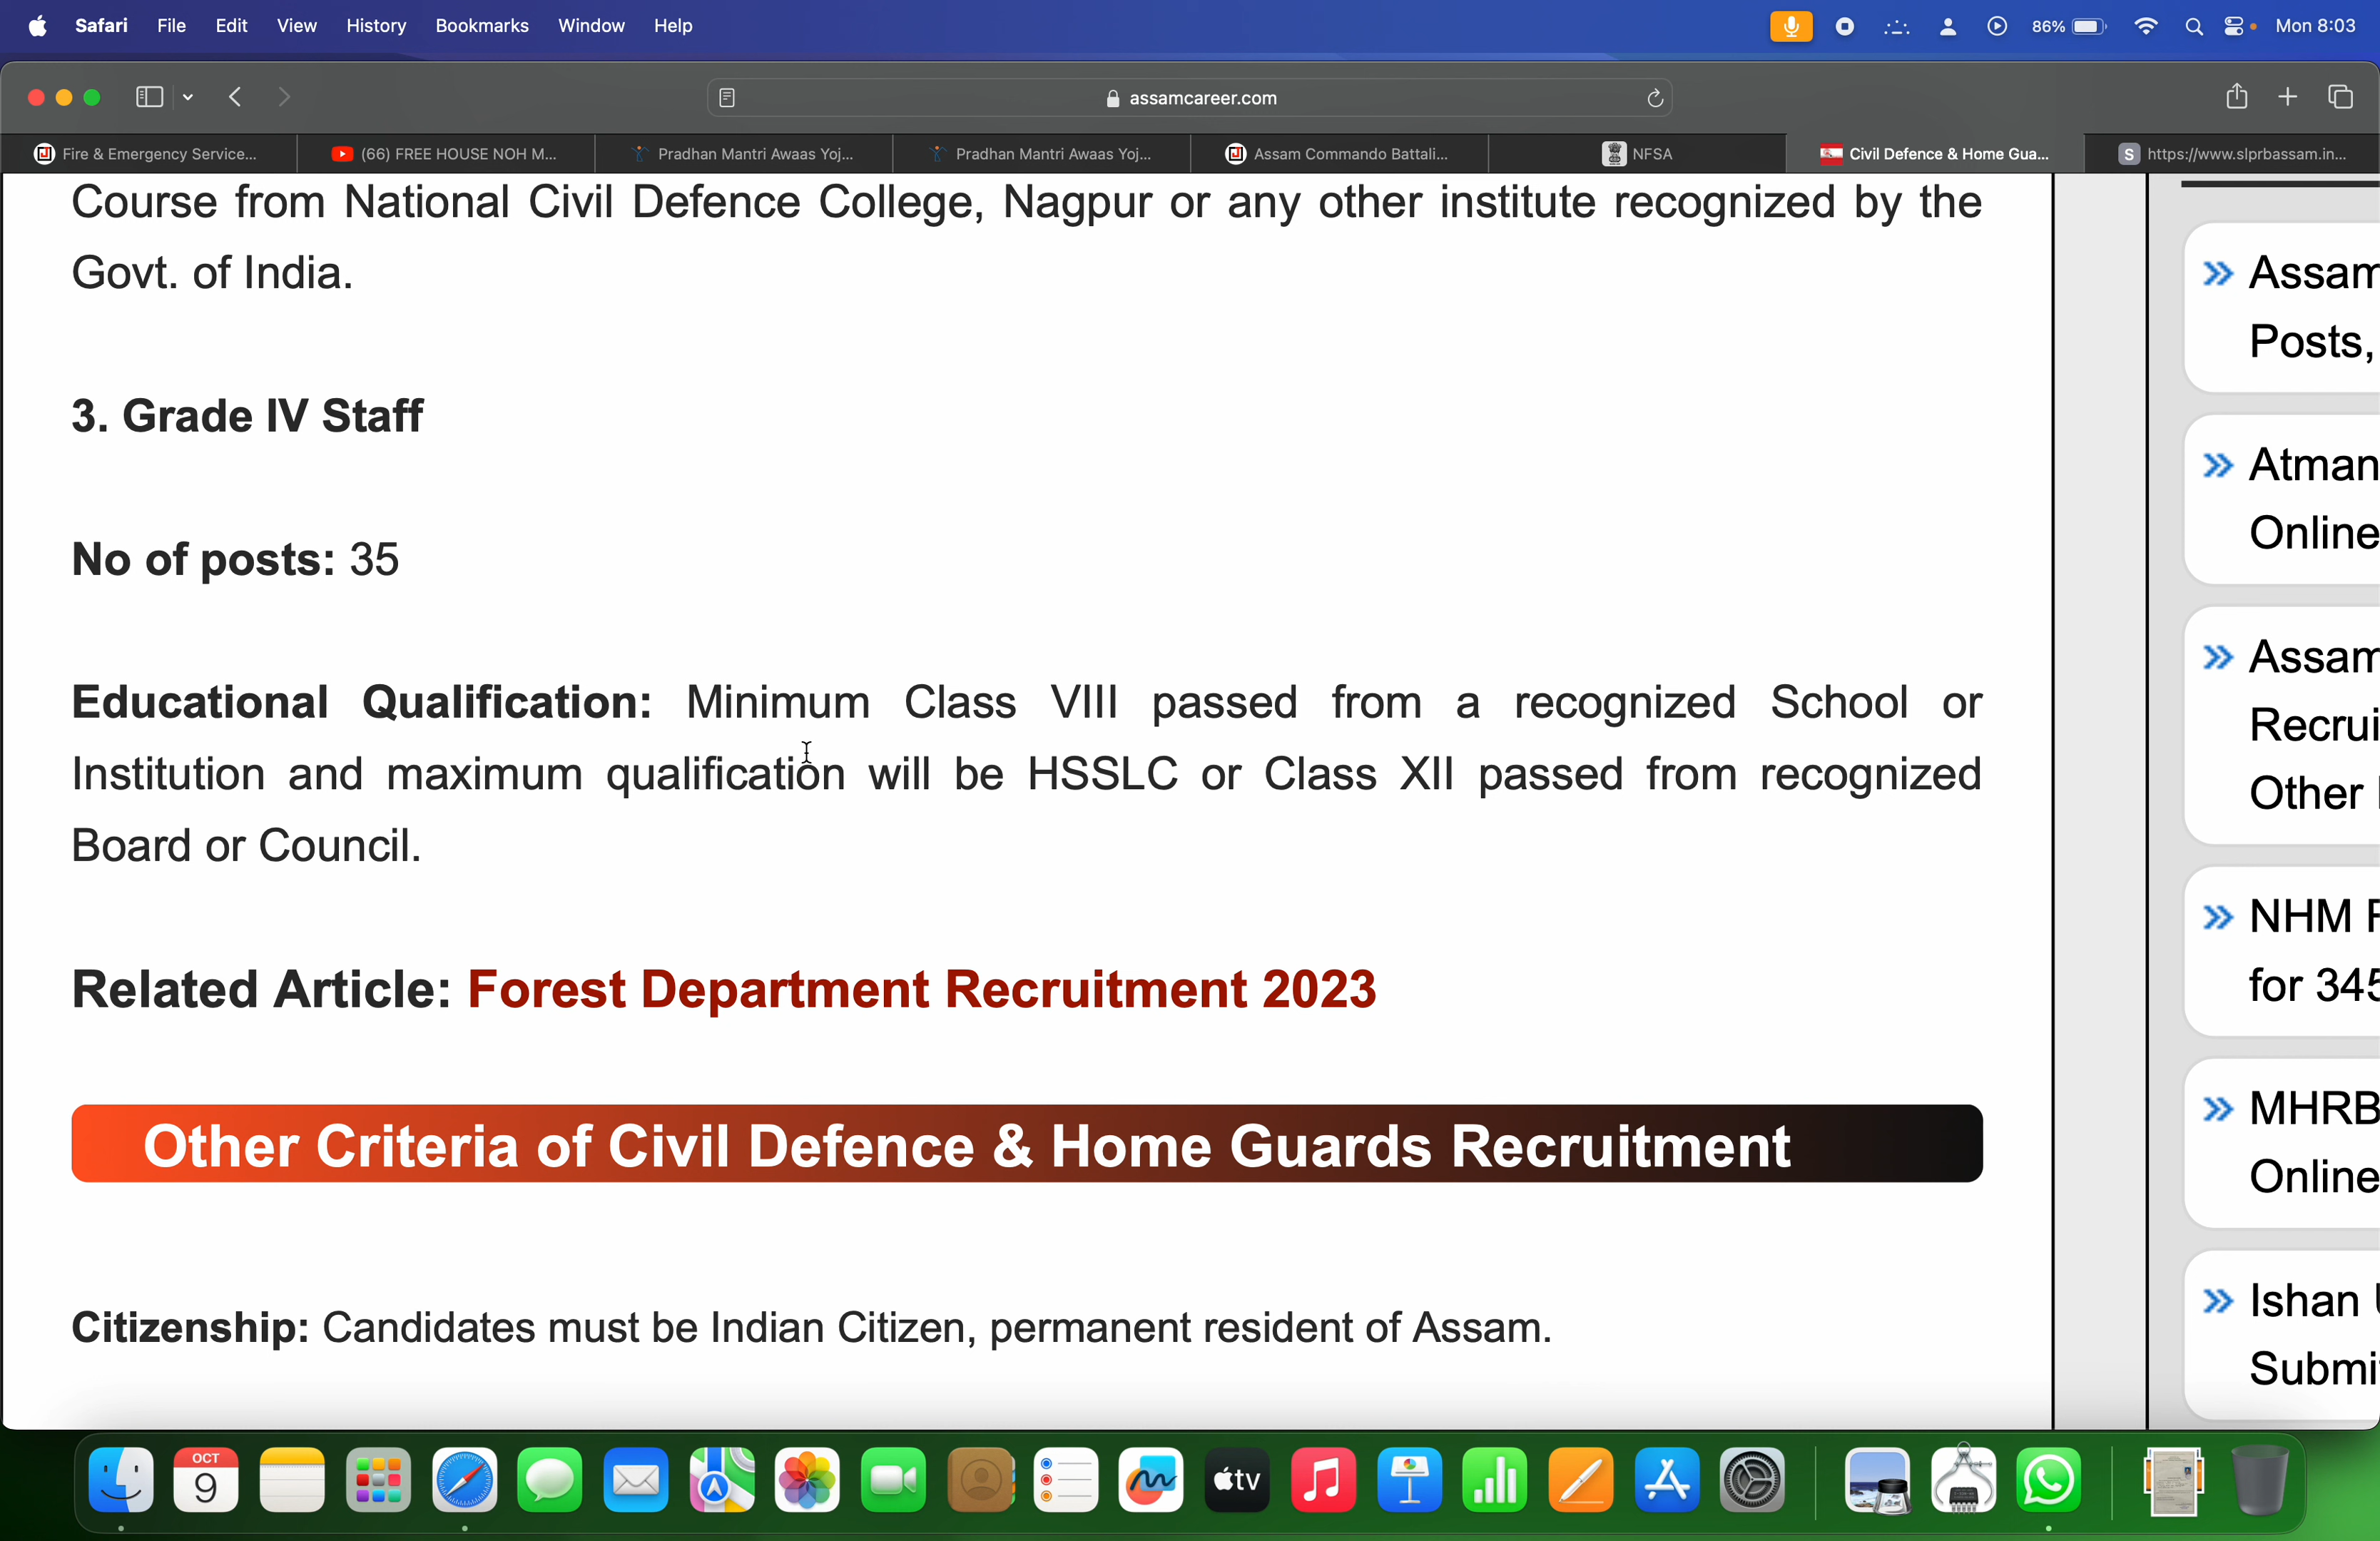 Safari File Edit View History Bookmarks Window Help 86% Mon 8:03
assamcareer.com
Fire & Emergency Service... (66) FREE HOUSE NOH M... Pradhan Mantri Awaas Yoj... Pradhan Mantri Awaas Yoj... Assam Commando Battali... NFSA Civil Defence & Home Gua... S https://www.slprbassam.in...
Course from National Civil Defence College, Nagpur or any other institute recognized by the
Govt. of India.
3. Grade IV Staff
No of posts: 35
Educational Qualification: Minimum Class VIII passed from a recognized School or
Institution and maximum qualification will be HSSLC or Class XII passed from recognized
Board or Council.
Related Article: Forest Department Recruitment 2023
Other Criteria of Civil Defence & Home Guards Recruitment
Citizenship: Candidates must be Indian Citizen, permanent resident of Assam.
» Assam
Posts,
» Atman
Online
» Assam
Recrui
Other
» NHM
for 345
» MHRB
Online
» Ishan
Submi
OCT
9
tv